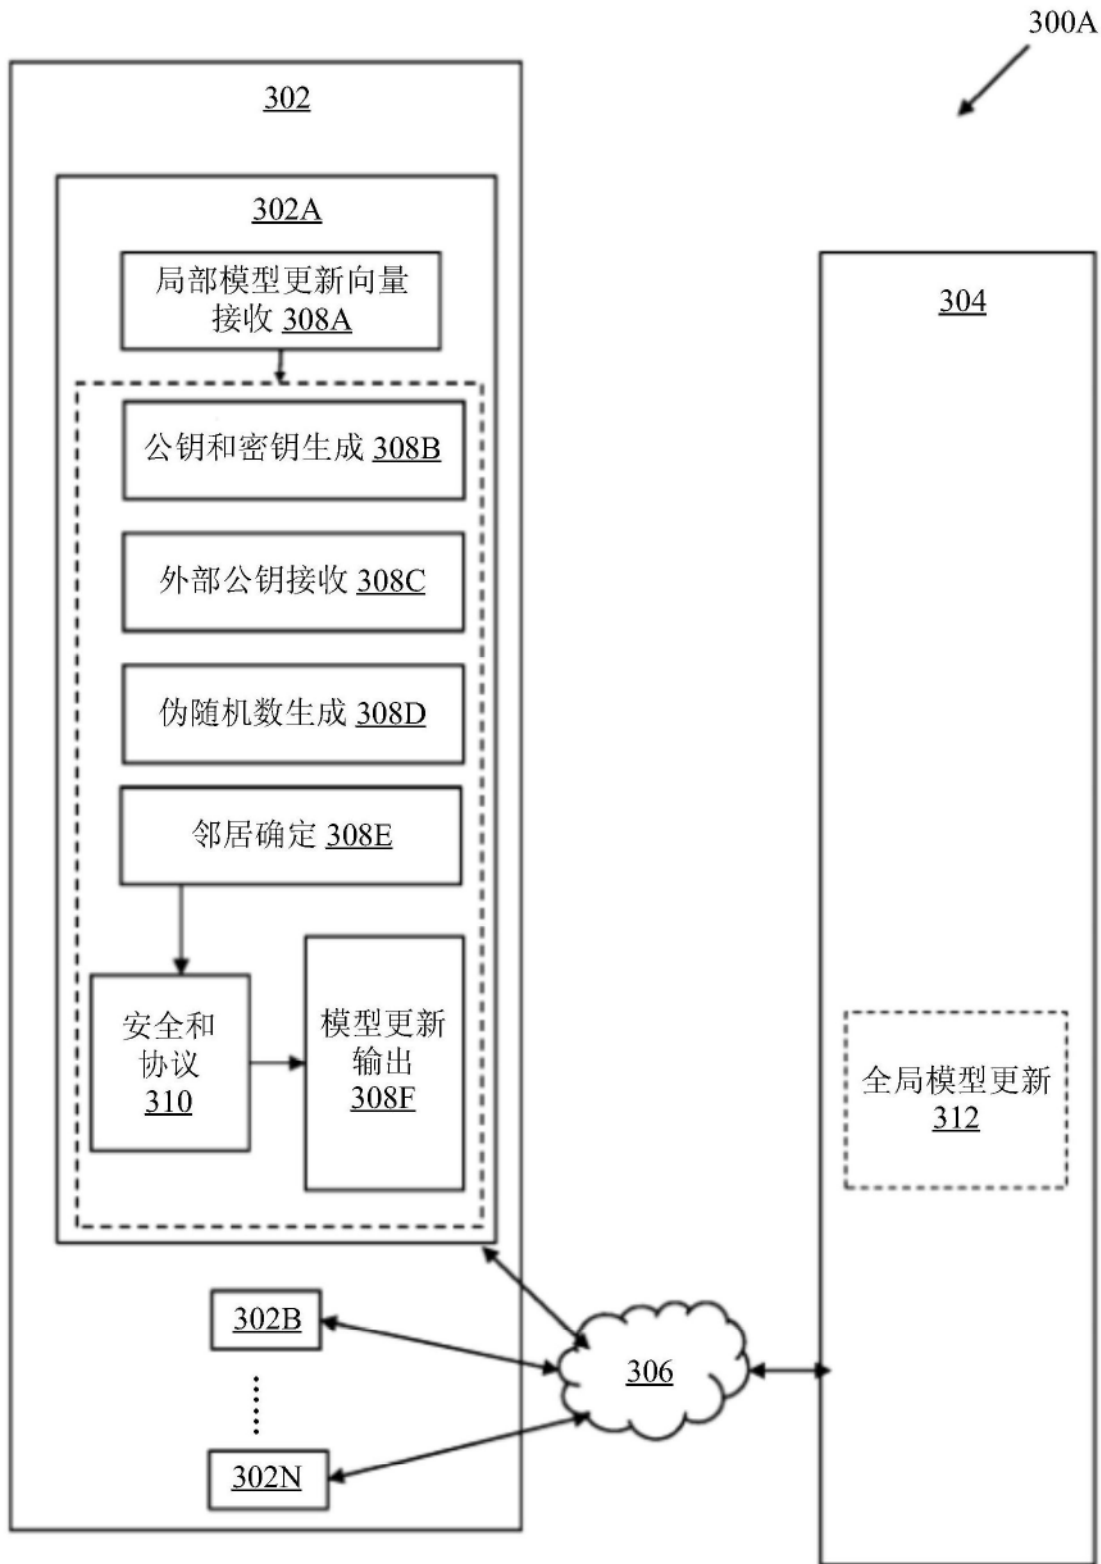 300A
302
302A
局部模型更新向量
接收 308A
304
公钥和密钥生成 308B
外部公钥接收 308C
伪随机数生成 308D
邻居确定 308E
安全和
协议
310
模型更新
输出
308F
全局模型更新
312
302B
306
302N